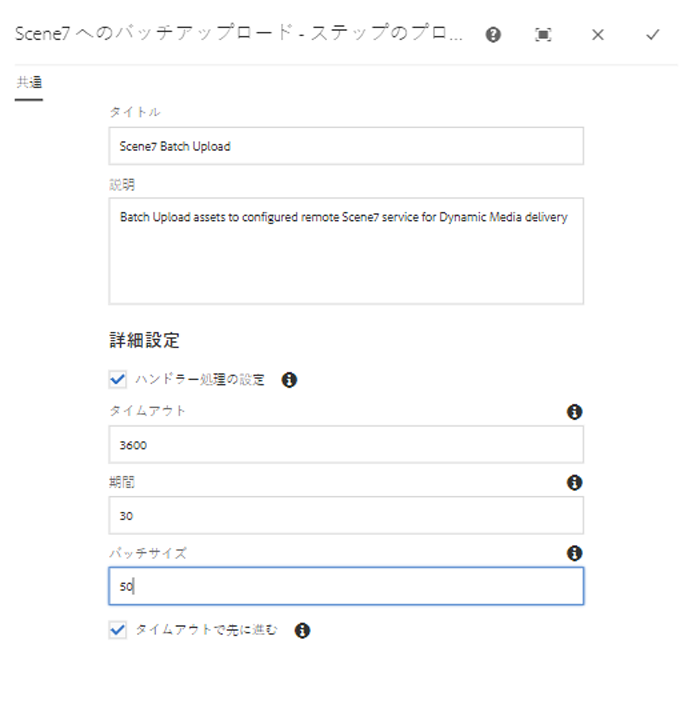 Scene7 へのバッチアップロード - ステップのプロ...
共通
タイトル
Scene7 Batch Upload
説明
Batch Upload assets to configured remote Scene7 service for Dynamic Media delivery
詳細設定
ハンドラー処理の設定
タイムアウト
3600
期間
30
バッチサイズ
50
タイムアウトで先に進む